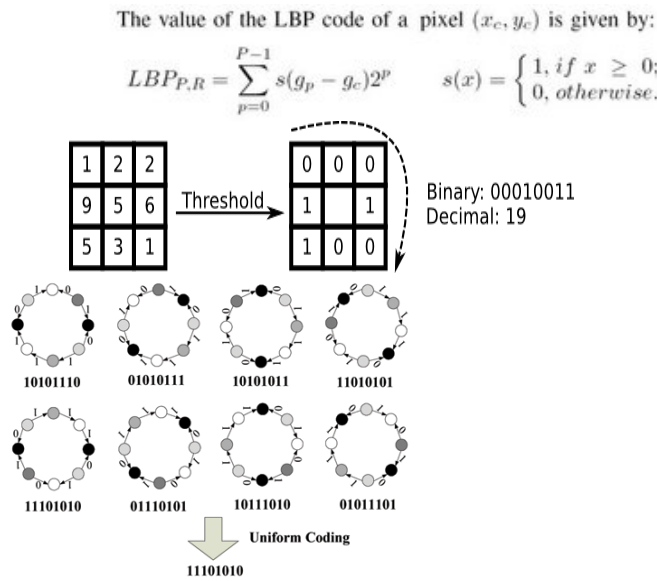 The value of the LBP code of a pixel (x_c, y_c) is given by:
LBP_{P,R} = \sum_{p=0}^{P-1} s(g_p - g_c)2^p    s(x) = { 1, if x ≥ 0; 0, otherwise.
1 2 2    0 0 0
9 5 6    Threshold    1 1    Binary: 00010011
Decimal: 19
5 3 1    1 0 0
10101110 01010111 10101011 11010101
11101010 01110101 10111010 01011101
Uniform Coding
11101010